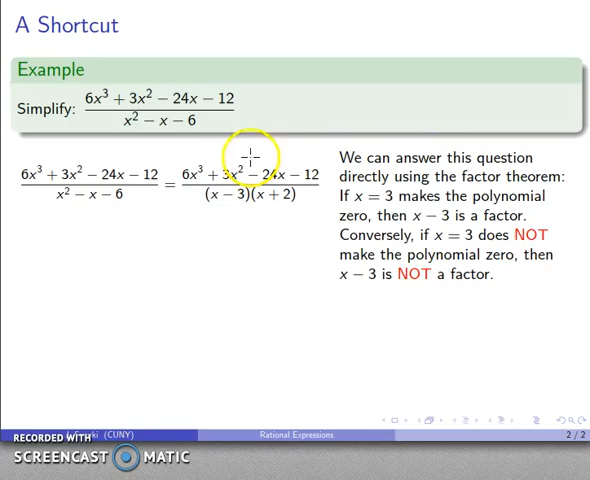 A Shortcut
Example
Simplify: (6x³ + 3x² − 24x − 12)/(x² − x − 6)
(6x³ + 3x² − 24x − 12)/(x² − x − 6) = (6x³ + 3x² − 24x − 12)/((x − 3)(x + 2))
We can answer this question
directly using the factor theorem:
If x = 3 makes the polynomial
zero, then x − 3 is a factor.
Conversely, if x = 3 does NOT
make the polynomial zero, then
x − 3 is NOT a factor.
(CUNY)
Rational Expressions
2 / 2
RECORDED WITH
SCREENCAST MATIC